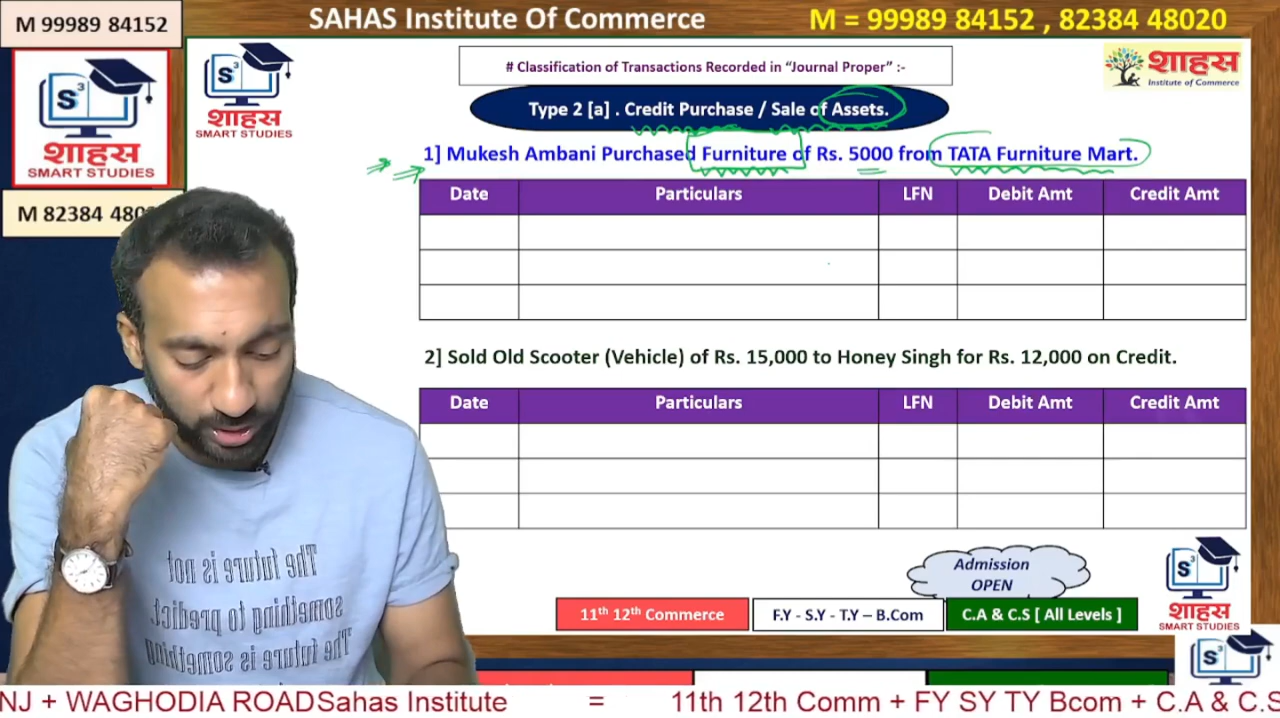 M 99989 84152
SAHAS Institute Of Commerce
M = 99989 84152 , 82384 48020
S³
शाहस
SMART STUDIES
S³
शाहस
SMART STUDIES
# Classification of Transactions Recorded in “Journal Proper” :-
शाहस
Institute of Commerce
Type 2 [a] . Credit Purchase / Sale of Assets.
M 82384 48
1] Mukesh Ambani Purchased Furniture of Rs. 5000 from TATA Furniture Mart.
Date Particulars LFN Debit Amt Credit Amt
2] Sold Old Scooter (Vehicle) of Rs. 15,000 to Honey Singh for Rs. 12,000 on Credit.
Date Particulars LFN Debit Amt Credit Amt
The future is not
something to predict
The future is something
Admission
OPEN
11th 12th Commerce
F.Y - S.Y - T.Y – B.Com
C.A & C.S [ All Levels ]
S³
शाहस
SMART STUDIES
S³
NJ + WAGHODIA ROADSahas Institute = 11th 12th Comm + FY SY TY Bcom + C.A & C.S